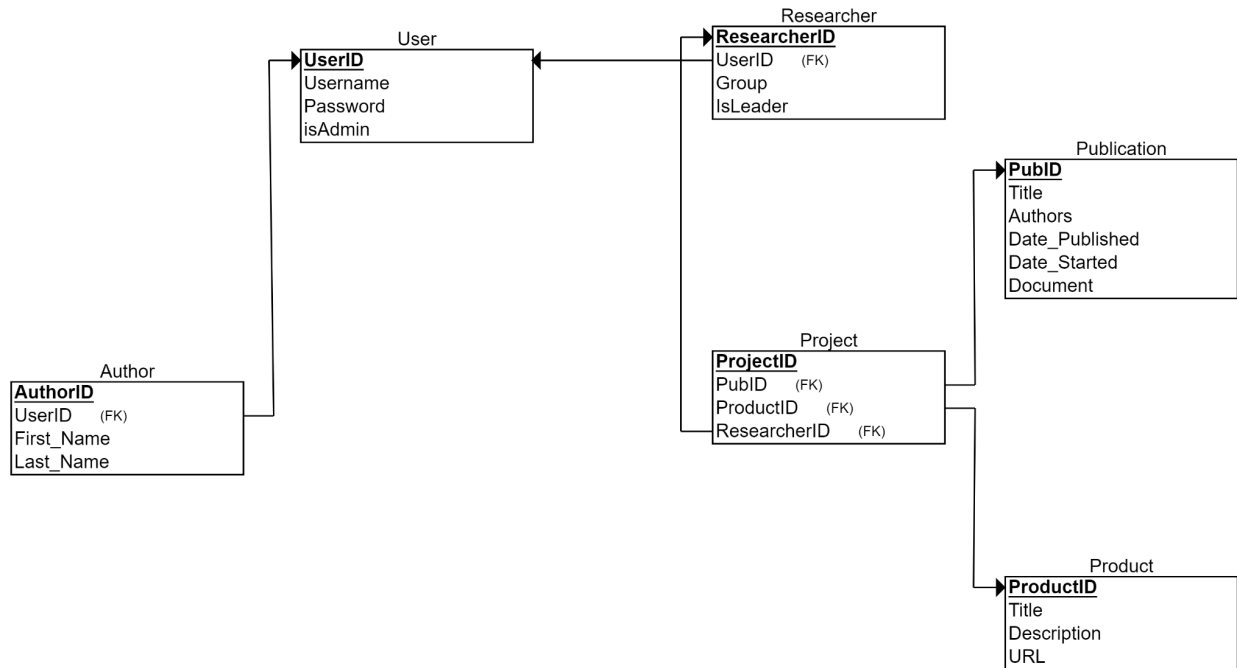 Researcher
ResearcherID
UserID (FK)
Group
IsLeader
User
UserID
Username
Password
isAdmin
Publication
PubID
Title
Authors
Date_Published
Date_Started
Document
Project
ProjectID
PubID (FK)
ProductID (FK)
ResearcherID (FK)
Author
AuthorID
UserID (FK)
First_Name
Last_Name
Product
ProductID
Title
Description
URL